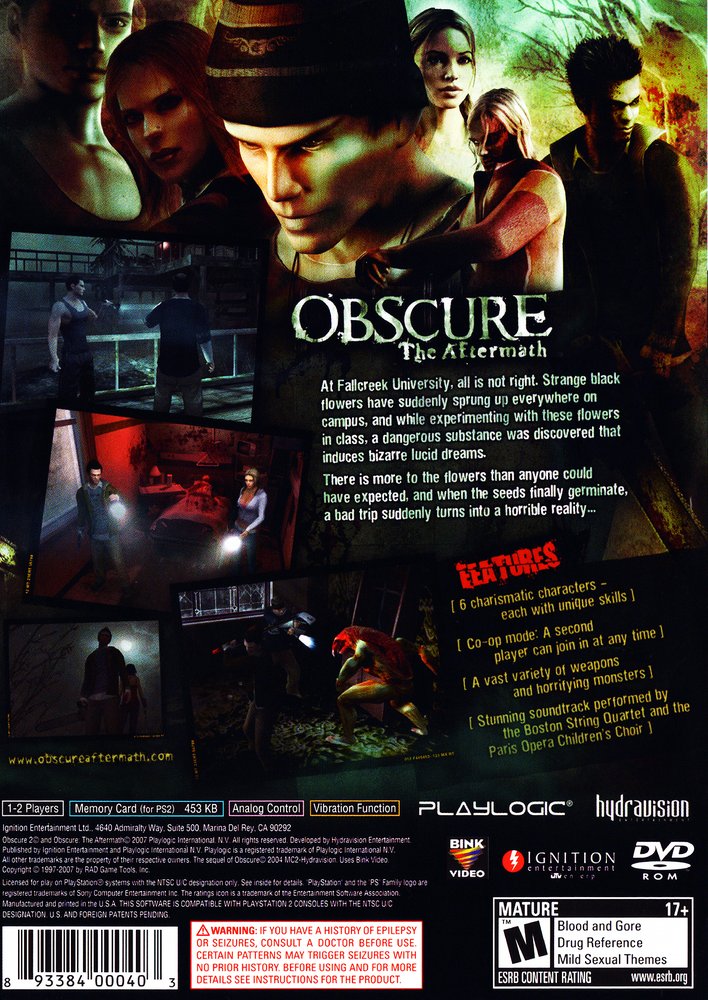 OBSCURE
The Aftermath
At Fallcreek University, all is not right. Strange black
flowers have suddenly sprung up everywhere on
campus, and while experimenting with these flowers
in class, a dangerous substance was discovered that
induces bizarre lucid dreams.
There is more to the flowers than anyone could
have expected, and when the seeds finally germinate,
a bad trip suddenly turns into a horrible reality...
FEATURES
[ 6 charismatic characters –
each with unique skills ]
[ Co-op mode: A second
player can join in at any time ]
[ A vast variety of weapons
and horrifying monsters ]
[ Stunning soundtrack performed by
the Boston String Quartet and the
Paris Opera Children's Choir ]
www.obscureaftermath.com
1-2 Players
Memory Card (for PS2) 453 KB
Analog Control
Vibration Function
PLAYLOGIC®
hydravision
ENTERTAINMENT
Ignition Entertainment Ltd., 4640 Admiralty Way, Suite 500, Marina Del Rey, CA 90292
Obscure 2© and Obscure: The Aftermath© 2007 Playlogic International. N.V. All rights reserved. Developed by Hydravision Entertainment.
Published by Ignition Entertainment and Playlogic International N.V. Playlogic is a registered trademark of Playlogic International N.V.
All other trademarks are the property of their respective owners. The sequel of Obscure© 2004 MC2-Hydravision. Uses Bink Video.
Copyright © 1997-2007 by RAD Game Tools, Inc.
Licensed for play on PlayStation® systems with the NTSC U/C designation only. See inside for details. 'PlayStation' and the 'PS' Family logo are
registered trademarks of Sony Computer Entertainment Inc. The ratings icon is a trademark of the Entertainment Software Association.
Manufactured and printed in the U.S.A. THIS SOFTWARE IS COMPATIBLE WITH PLAYSTATION 2 CONSOLES WITH THE NTSC U/C
DESIGNATION. U.S. AND FOREIGN PATENTS PENDING.
BINK
VIDEO
IGNITION
entertainment
DVD
ROM
8 93384 00040 3
WARNING: IF YOU HAVE A HISTORY OF EPILEPSY
OR SEIZURES, CONSULT A DOCTOR BEFORE USE.
CERTAIN PATTERNS MAY TRIGGER SEIZURES WITH
NO PRIOR HISTORY. BEFORE USING AND FOR MORE
DETAILS SEE INSTRUCTIONS FOR THE PRODUCT.
MATURE 17+
TM
M
Blood and Gore
Drug Reference
Mild Sexual Themes
ESRB CONTENT RATING www.esrb.org